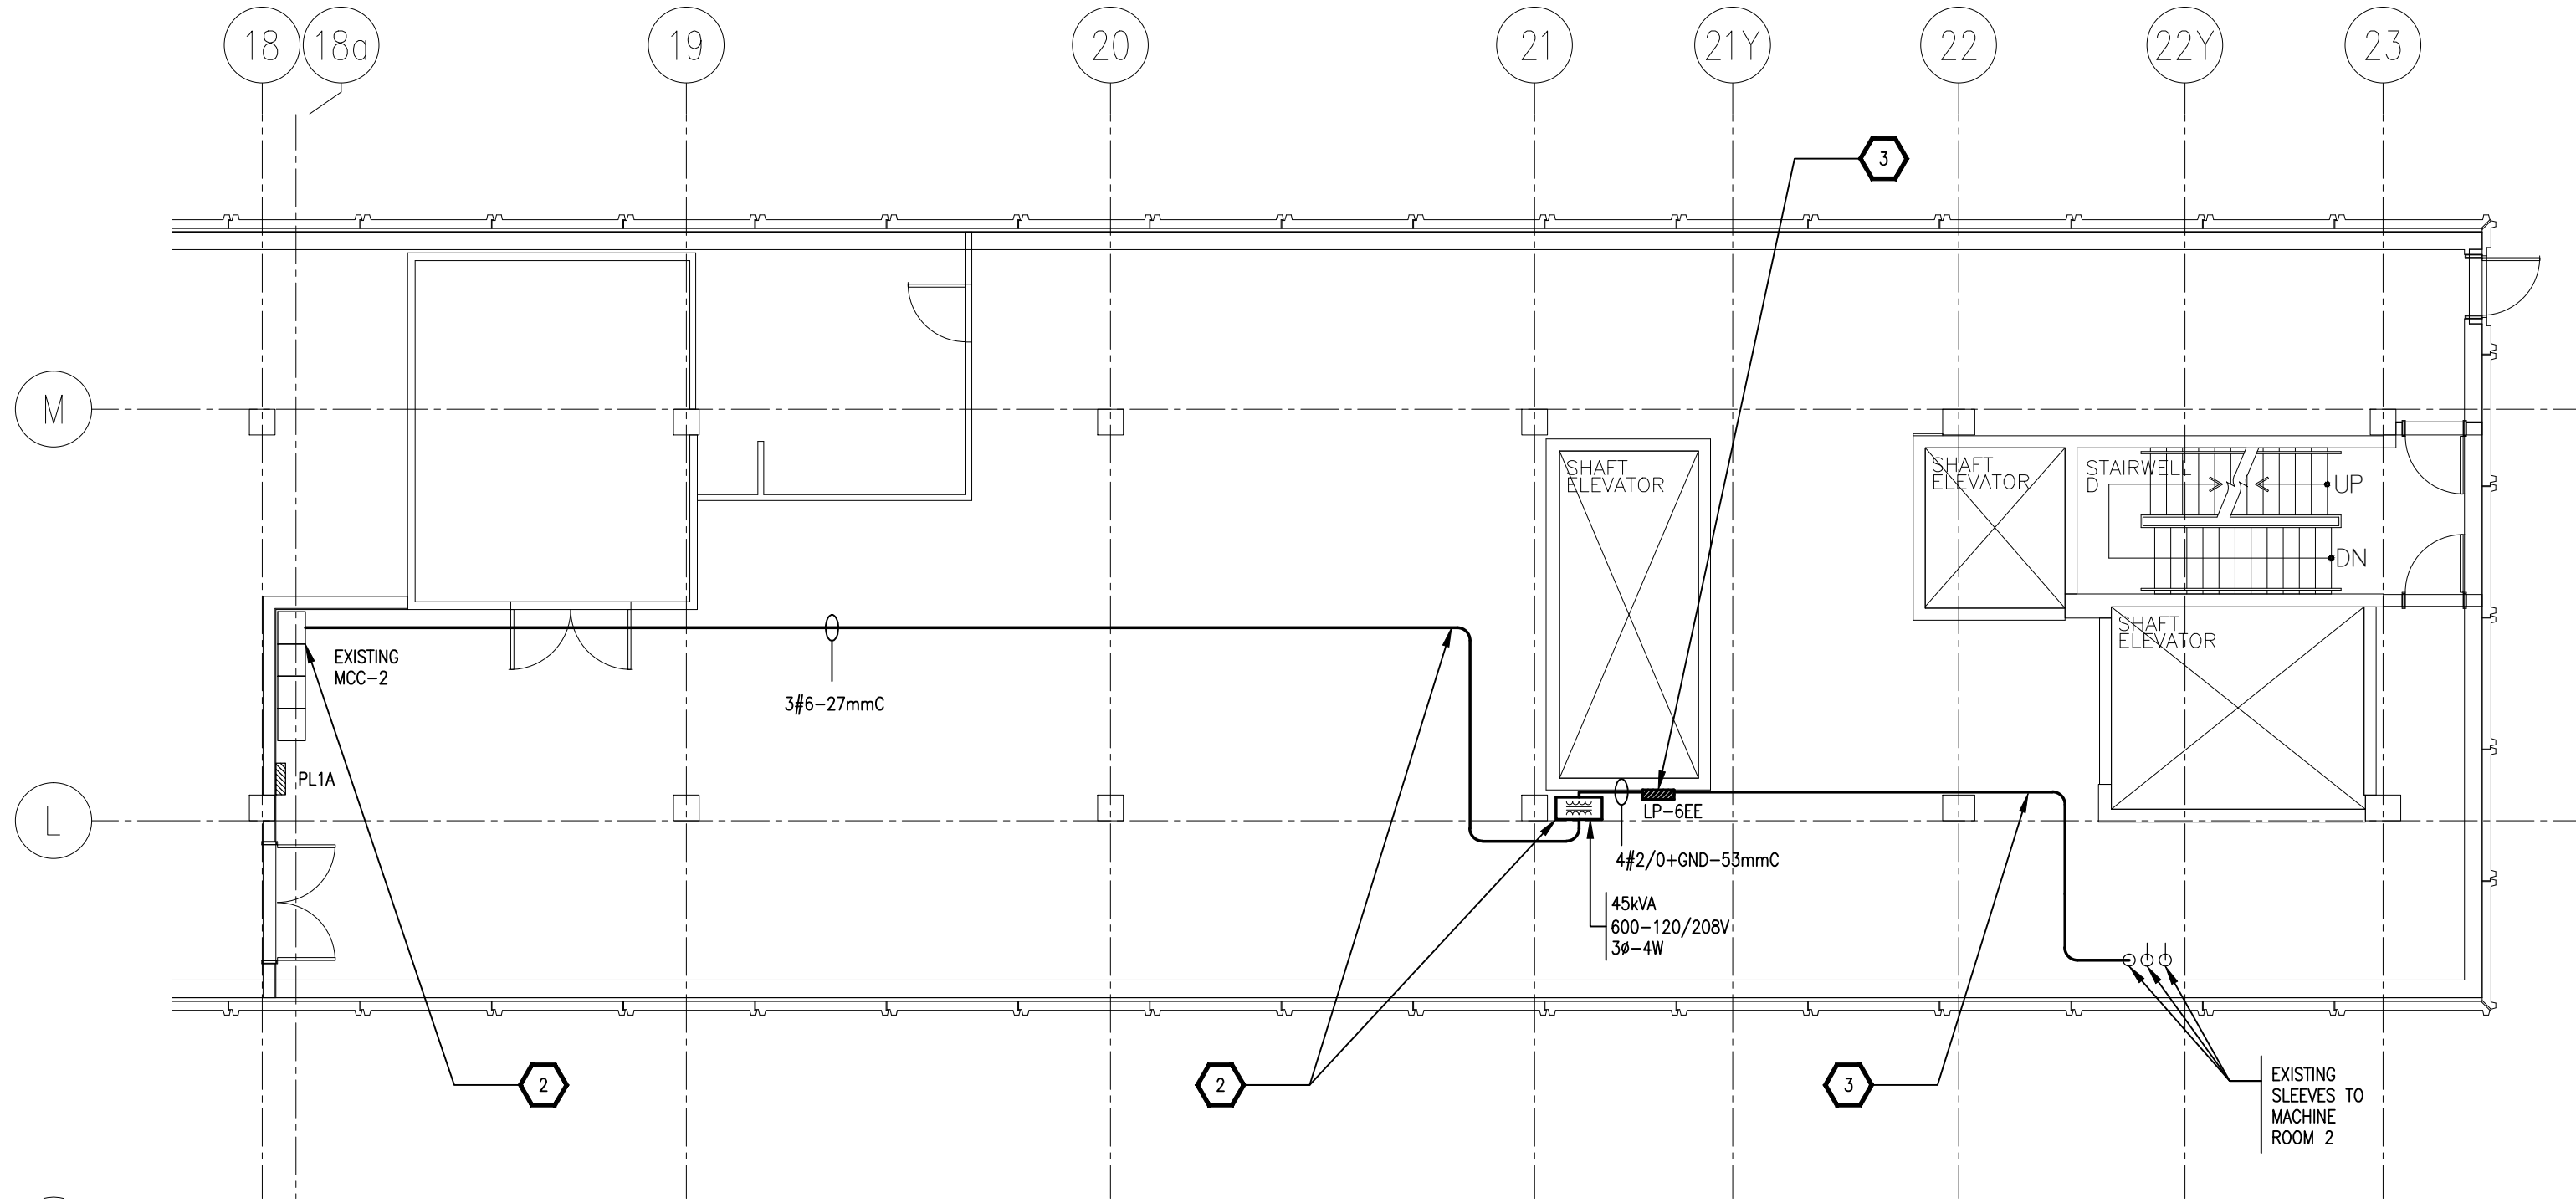 18
18a
19
20
21
21Y
22
22Y
23
3
M
SHAFT
ELEVATOR
SHAFT
ELEVATOR
STAIRWELL
D
UP
DN
SHAFT
ELEVATOR
EXISTING
MCC-2
3#6-27mmC
PL1A
L
LP-6EE
4#2/0+GND-53mmC
45kVA
600-120/208V
3ø-4W
2
2
3
EXISTING
SLEEVES TO
MACHINE
ROOM 2